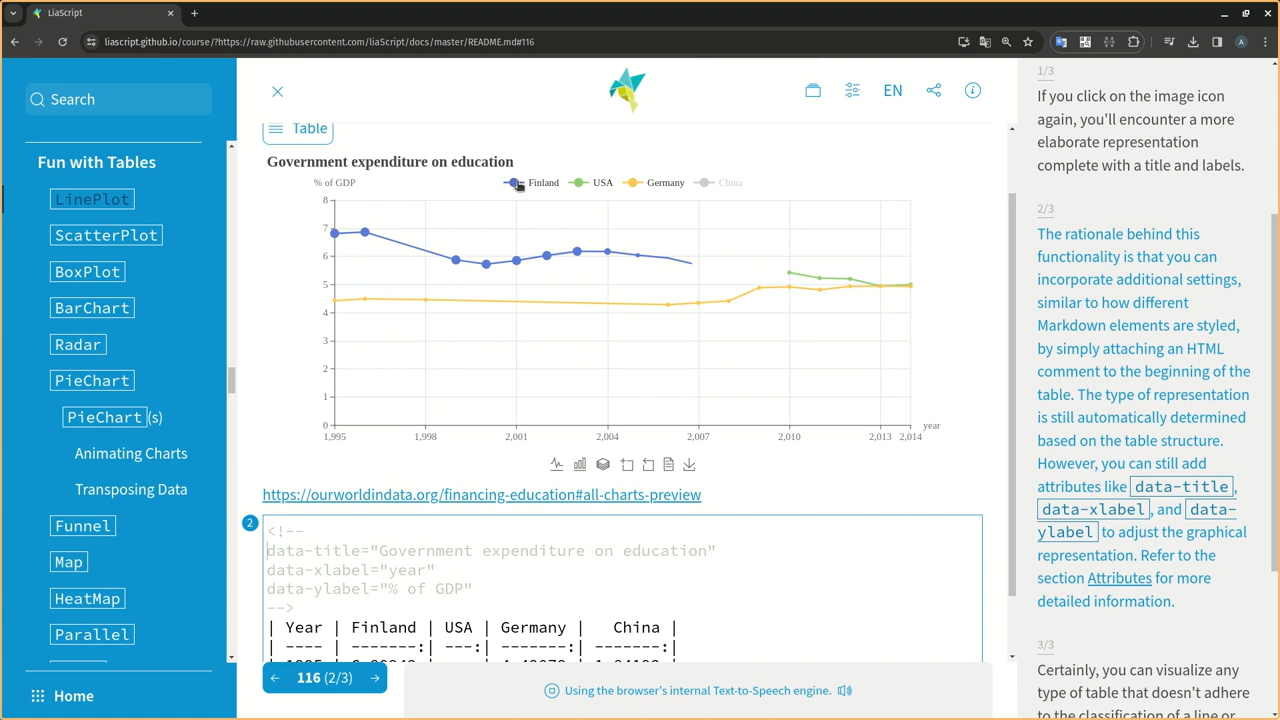 LiaScript
liascript.github.io/course/?https://raw.githubusercontent.com/liaScript/docs/master/README.md#116
A
Search
Fun with Tables
LinePlot
ScatterPlot
BoxPlot
BarChart
Radar
PieChart
PieChart(s)
Animating Charts
Transposing Data
Funnel
Map
HeatMap
Parallel
Home
EN
Table
Government expenditure on education
% of GDP
Finland
USA
Germany
China
8
7
6
5
4
3
2
1
0
1,995
1,998
2,001
2,004
2,007
2,010
2,013
2,014
year
https://ourworldindata.org/financing-education#all-charts-preview
2
<!--
data-title="Government expenditure on education"
data-xlabel="year"
data-ylabel="% of GDP"
-->
| Year | Finland | USA | Germany |   China |
| ---- | -------:| ---:| -------:| -------:|
116 (2/3)
Using the browser's internal Text-to-Speech engine.
1/3
If you click on the image icon
again, you'll encounter a more
elaborate representation
complete with a title and labels.
2/3
The rationale behind this
functionality is that you can
incorporate additional settings,
similar to how different
Markdown elements are styled,
by simply attaching an HTML
comment to the beginning of the
table. The type of representation
is still automatically determined
based on the table structure.
However, you can still add
attributes like data-title,
data-xlabel, and data-
ylabel to adjust the graphical
representation. Refer to the
section Attributes for more
detailed information.
3/3
Certainly, you can visualize any
type of table that doesn't adhere
to the classification of a line or